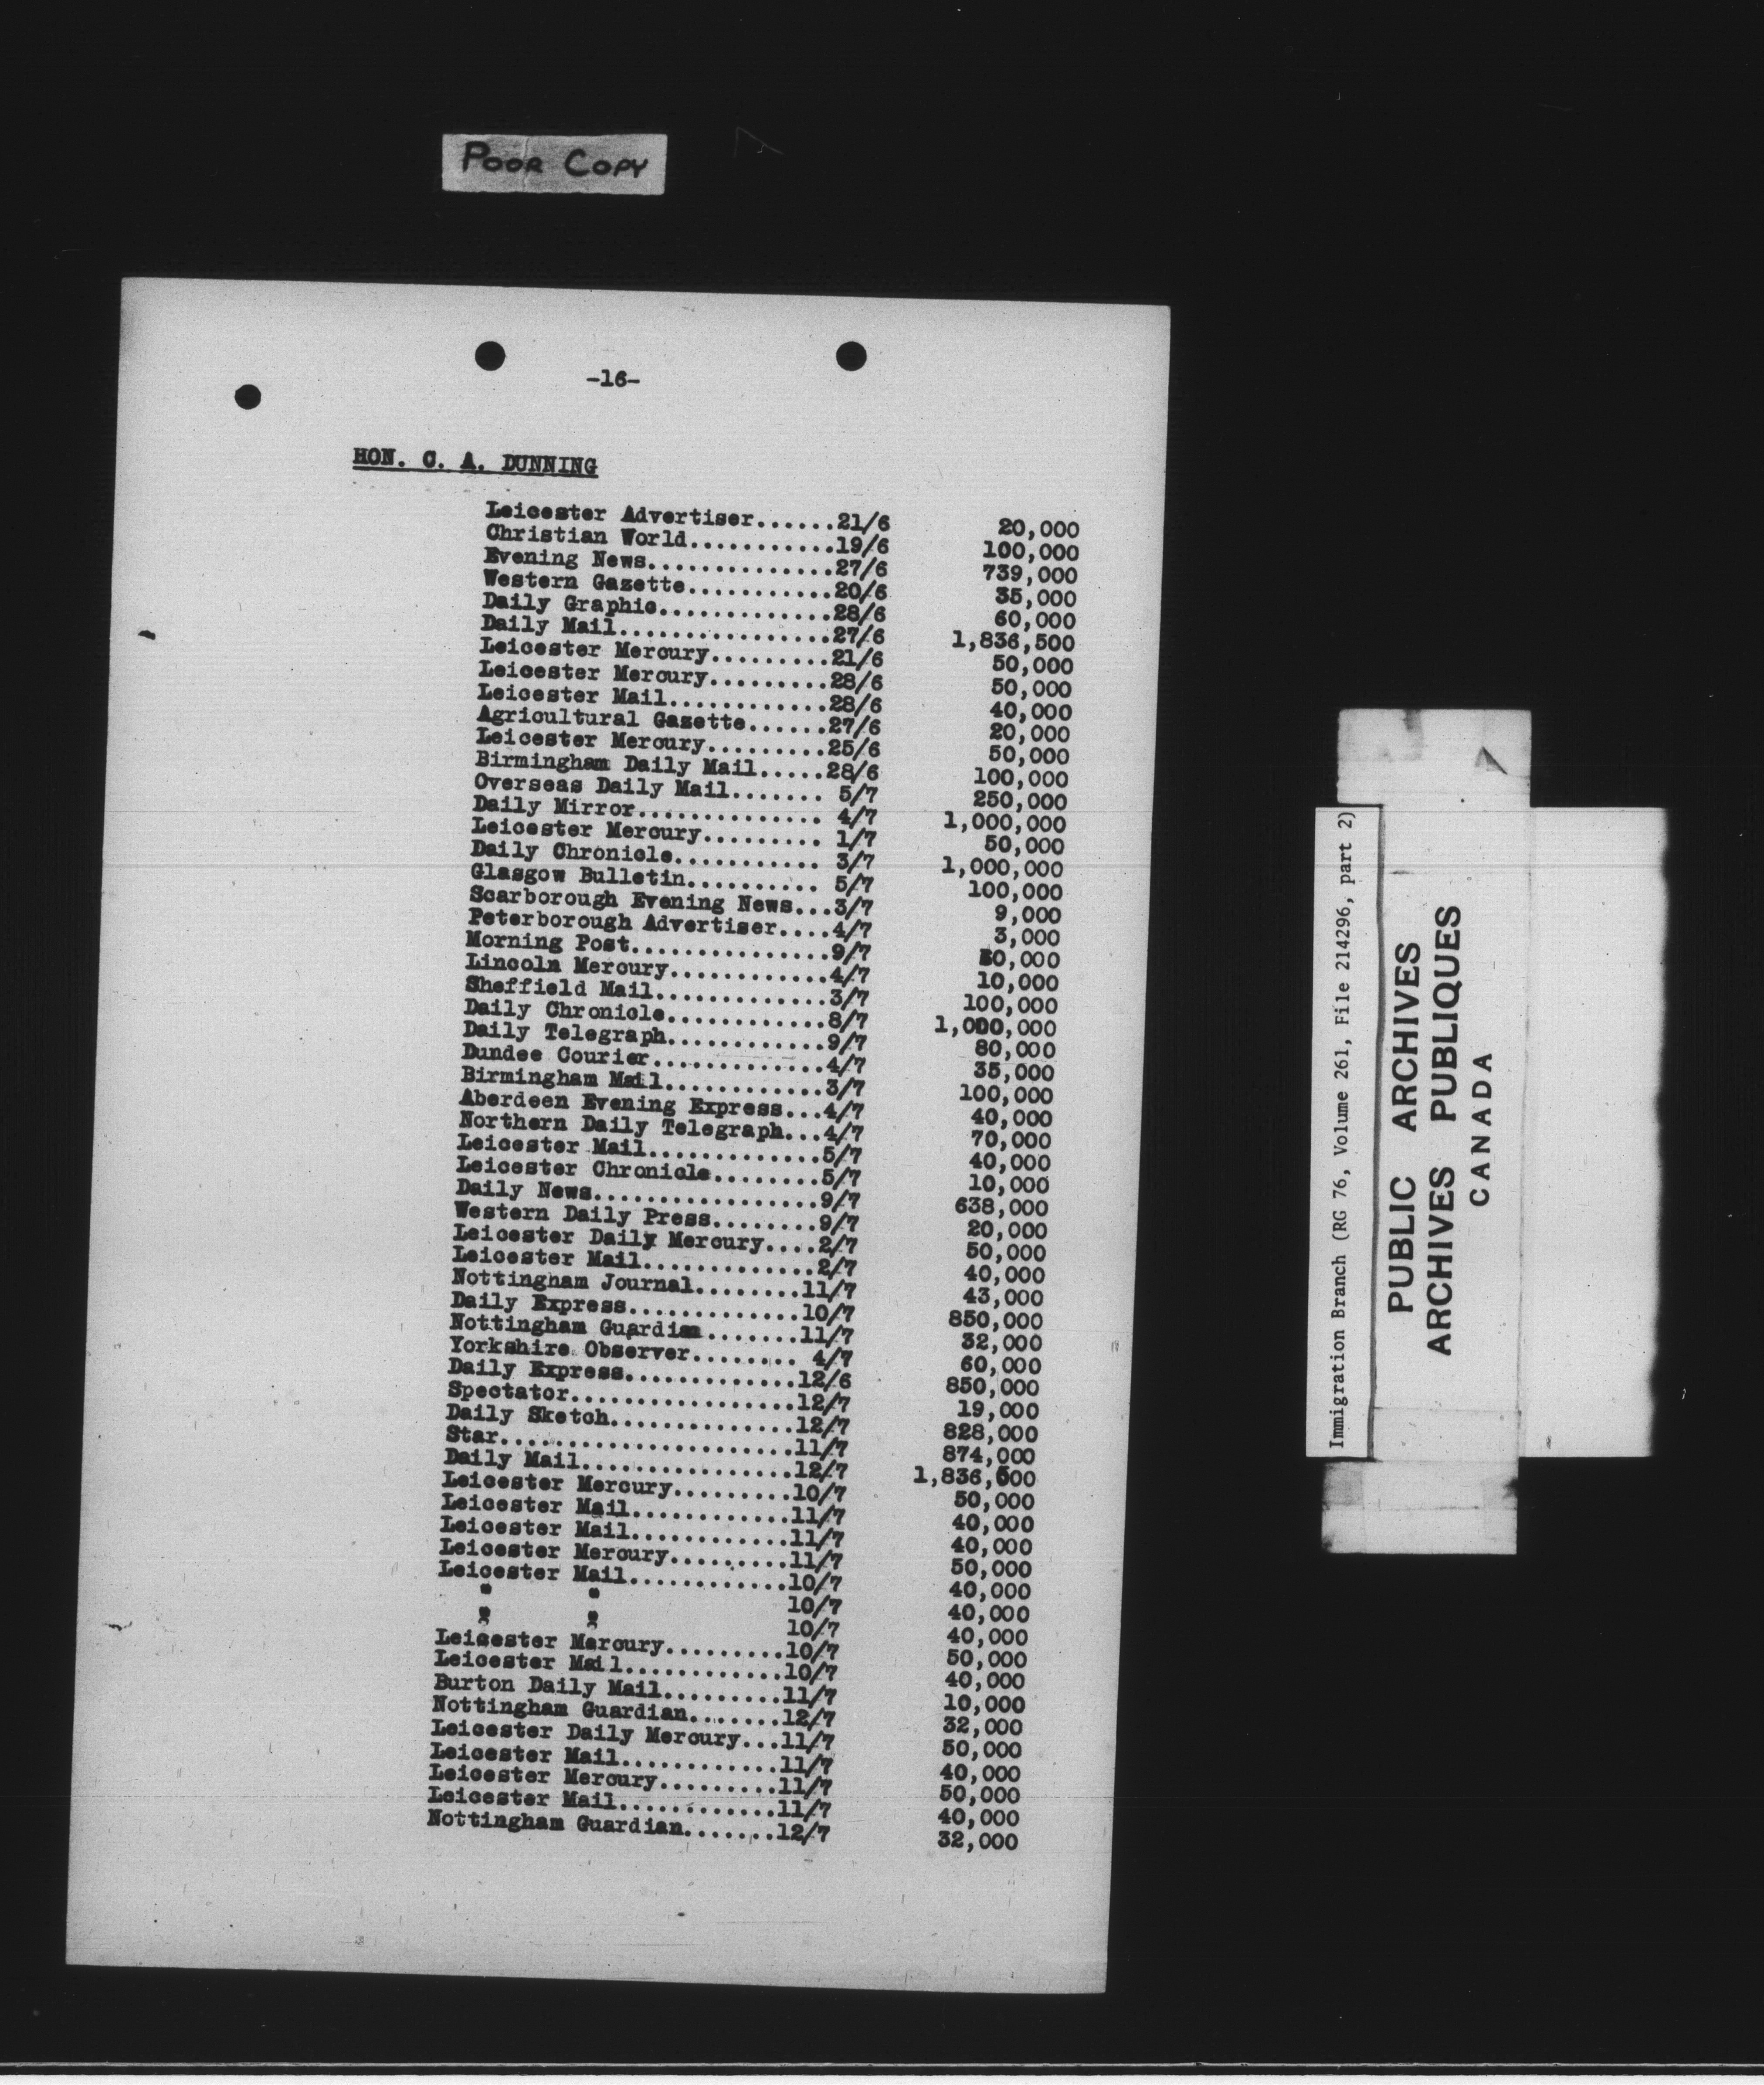 POOR COPY
-16-
HON. C. A. DUNNING
Leicester Advertiser......21/6 20,000
Christian World...........19/6 100,000
Evening News..............27/6 739,000
Western Gazette...........20/6 35,000
Daily Graphic.............28/6 60,000
Daily Mail................27/6 1,836,500
Leicester Mercury.........21/6 50,000
Leicester Mercury.........28/6 50,000
Leicester Mail............28/6 40,000
Agricultural Gazette......27/6 20,000
Leicester Mercury.........25/6 50,000
Birmingham Daily Mail.....28/6 100,000
Overseas Daily Mail....... 5/7 250,000
Daily Mirror.............. 4/7 1,000,000
Leicester Mercury......... 1/7 50,000
Daily Chronicle........... 3/7 1,000,000
Glasgow Bulletin.......... 5/7 100,000
Scarborough Evening News...3/7 9,000
Peterborough Advertiser....4/7 3,000
Morning Post...............9/7
Lincoln Mercury............4/7 10,000
Sheffield Mail.............3/7 100,000
Daily Chronicle............8/7 1,000,000
Daily Telegraph............9/7 80,000
Dundee Courier.............4/7 35,000
Birmingham Mail............3/7 100,000
Aberdeen Evening Express...4/7 40,000
Northern Daily Telegraph...4/7 70,000
Leicester Mail.............5/7 40,000
Leicester Chronicle........5/7 10,000
Daily News.................9/7 638,000
Western Daily Press........9/7 20,000
Leicester Daily Mercury....2/7 50,000
Leicester Mail.............2/7 40,000
Nottingham Journal........11/7 43,000
Daily Express.............10/7 850,000
Nottingham Guardian.......11/7 32,000
Yorkshire Observer........ 4/7 60,000
Daily Express.............12/6 850,000
Spectator.................12/7 19,000
Daily Sketch..............12/7 828,000
Star......................11/7 874,000
Daily Mail................12/7 1,836,500
Leicester Mercury.........10/7 50,000
Leicester Mail............11/7 40,000
Leicester Mail............11/7 40,000
Leicester Mercury.........11/7 50,000
Leicester Mail............10/7 40,000
" " 10/7 40,000
" " 10/7 40,000
Leicester Mercury.........10/7 50,000
Leicester Mail............10/7 40,000
Burton Daily Mail.........11/7 10,000
Nottingham Guardian.......12/7 32,000
Leicester Daily Mercury...11/7 50,000
Leicester Mail............11/7 40,000
Leicester Mercury.........11/7 50,000
Leicester Mail............11/7 40,000
Nottingham Guardian.......12/7 32,000
Immigration Branch (RG 76, Volume 261, File 214296, part 2)
PUBLIC ARCHIVES
ARCHIVES PUBLIQUES
CANADA